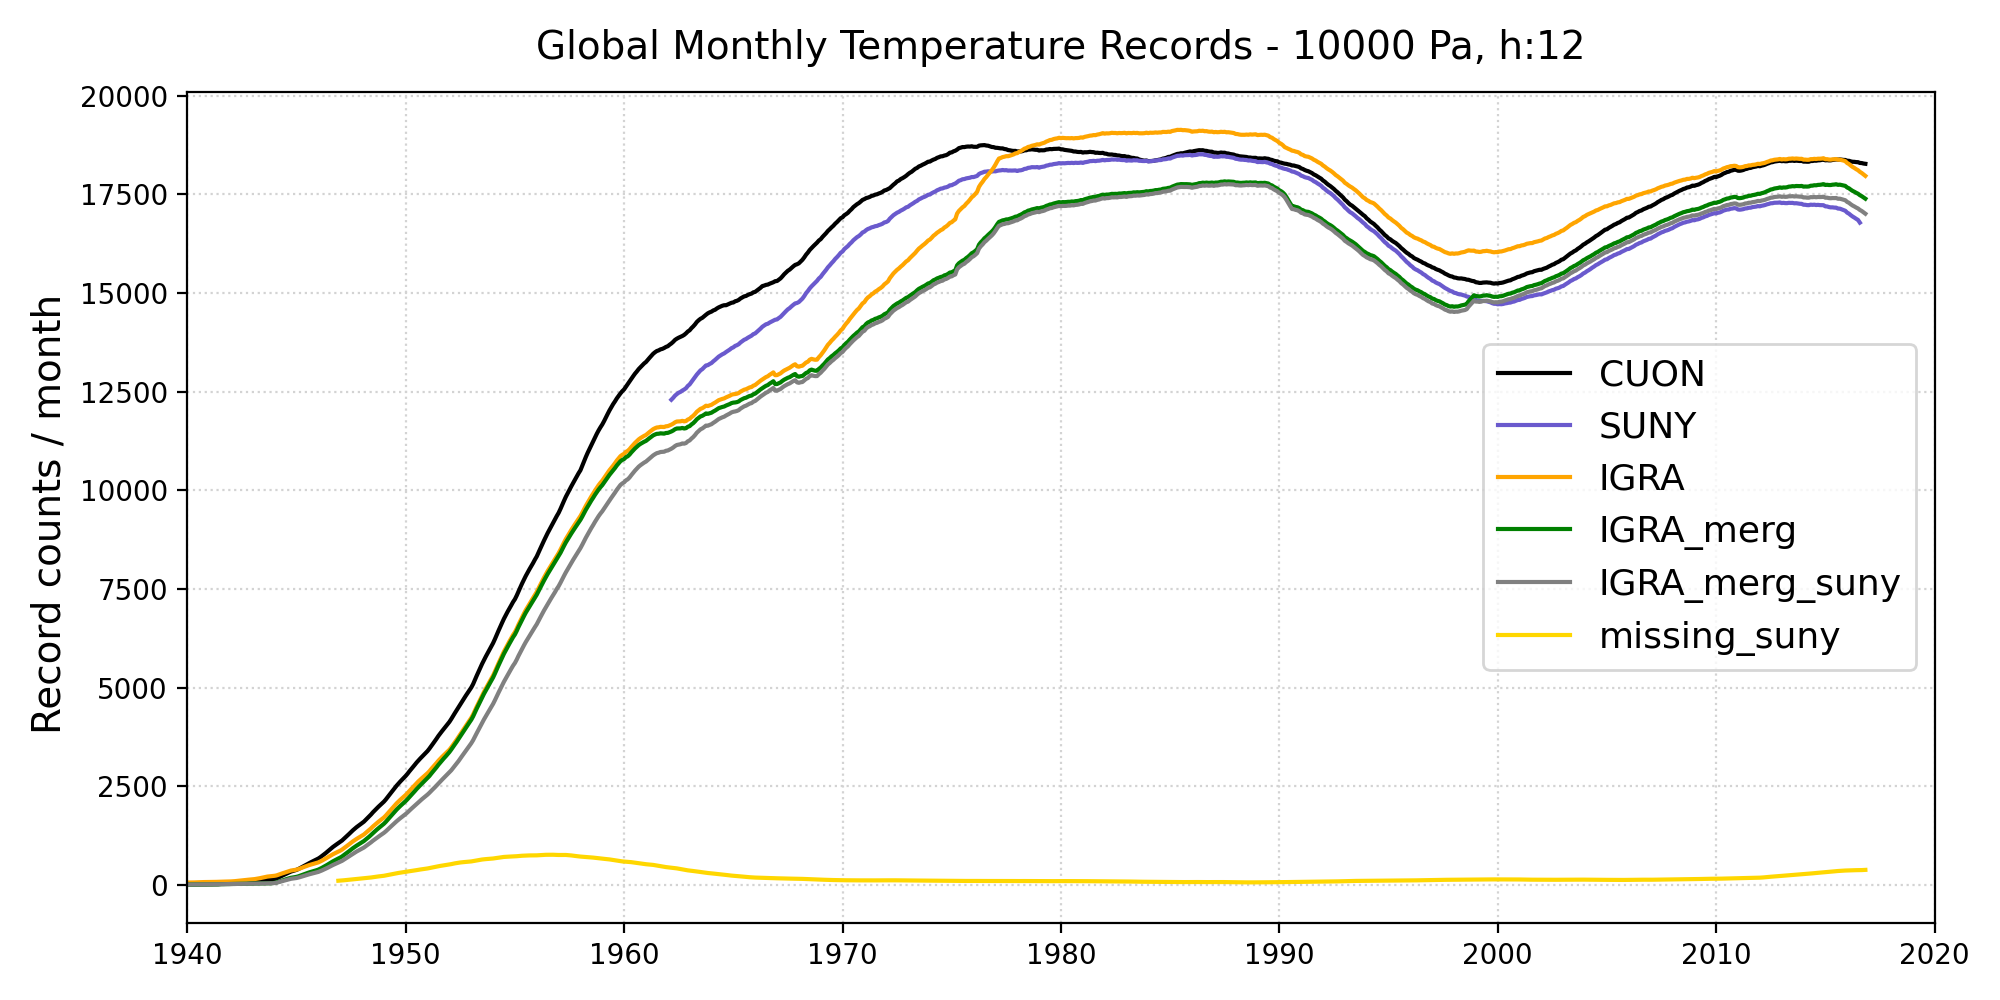 Global Monthly Temperature Records - 10000 Pa, h:12
Record counts / month
20000
17500
15000
12500
10000
7500
5000
2500
0
1940 1950 1960 1970 1980 1990 2000 2010 2020
CUON
SUNY
IGRA
IGRA_merg
IGRA_merg_suny
missing_suny